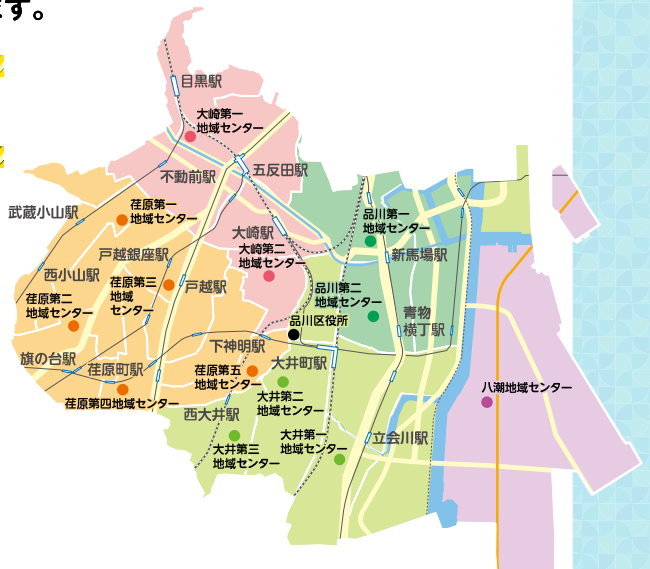 ます。
目黒駅
大崎第一
地域センター
不動前駅
五反田駅
武蔵小山駅
荏原第一
地域センター
大崎駅
大崎第二
地域センター
品川第一
地域センター
新馬場駅
戸越銀座駅
西小山駅
荏原第三
地域
センター
戸越駅
荏原第二
地域センター
品川第二
地域センター
青物
横丁駅
品川区役所
旗の台駅
荏原町駅
下神明駅
荏原第五
地域センター
大井町駅
荏原第四地域センター
大井第二
地域センター
八潮地域センター
西大井駅
大井第三
地域センター
大井第一
地域センター
立会川駅